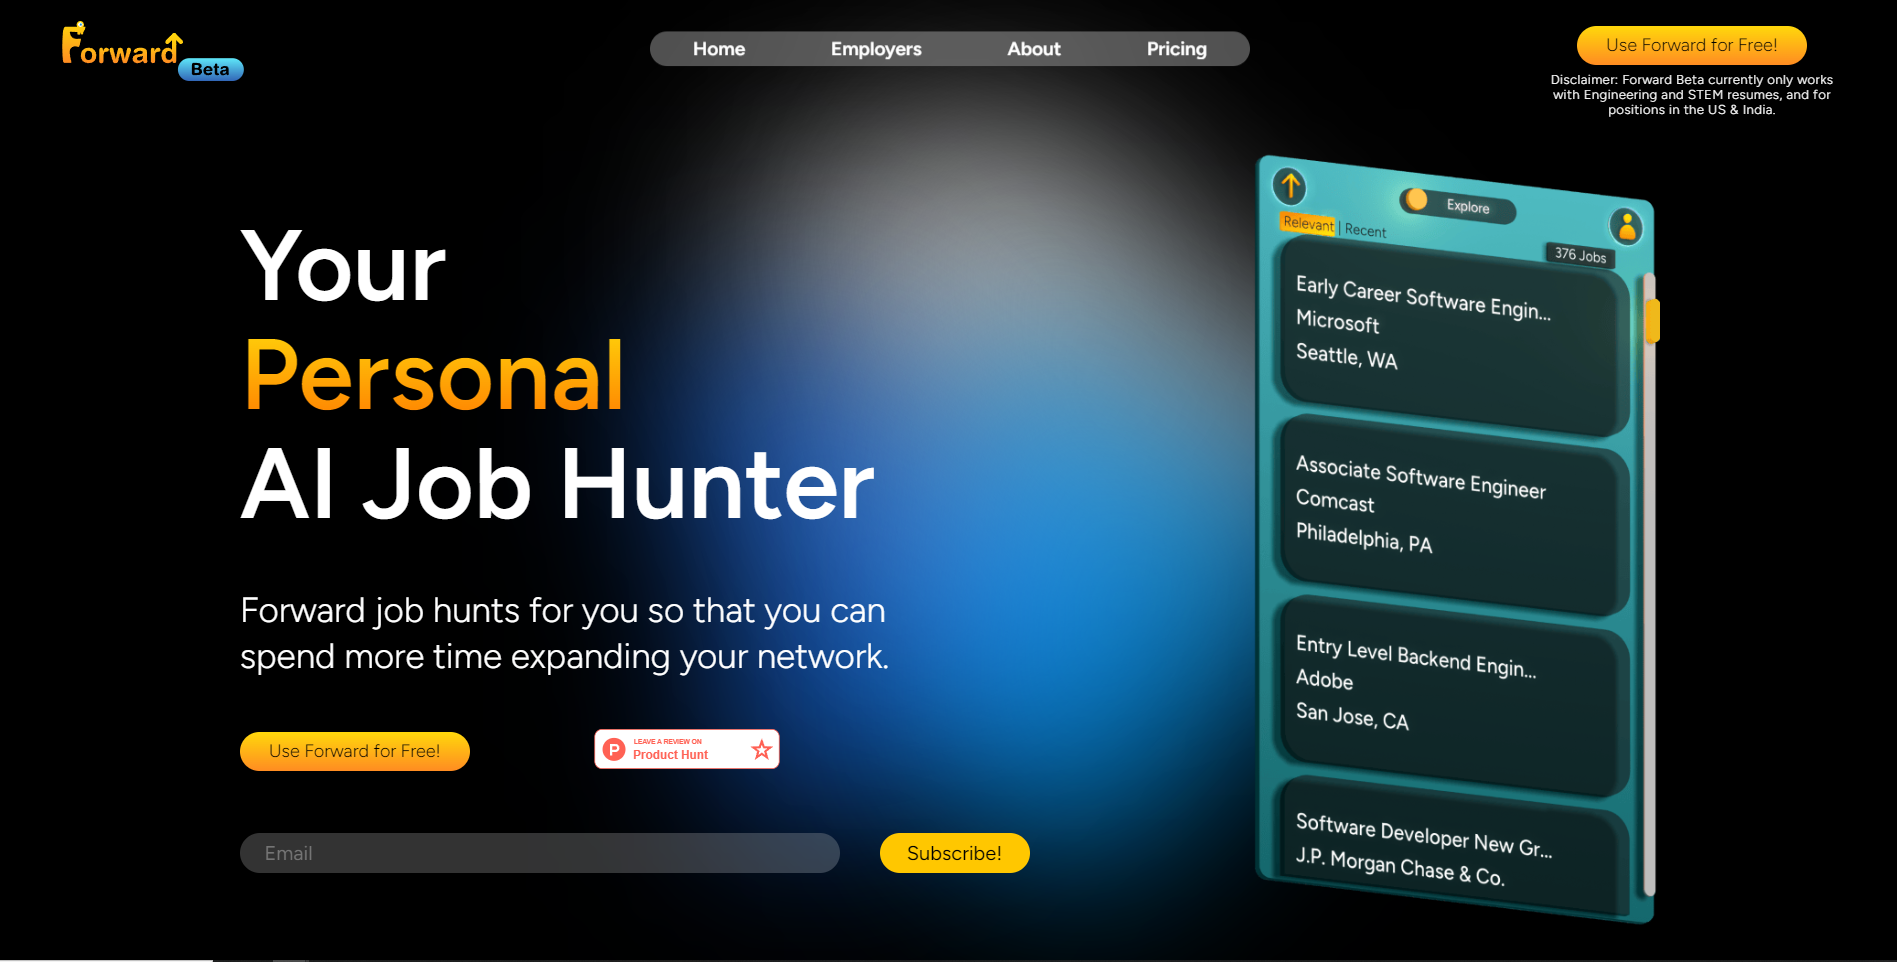 Forward
Beta
Home
Employers
About
Pricing
Use Forward for Free!
Disclaimer: Forward Beta currently only works
with Engineering and STEM resumes, and for
positions in the US & India.
Your
Personal
AI Job Hunter
Forward job hunts for you so that you can
spend more time expanding your network.
Use Forward for Free!
P
LEAVE A REVIEW ON
Product Hunt
Email
Subscribe!
Explore
Relevant | Recent
376 Jobs
Early Career Software Engin...
Microsoft
Seattle, WA
Associate Software Engineer
Comcast
Philadelphia, PA
Entry Level Backend Engin...
Adobe
San Jose, CA
Software Developer New Gr...
J.P. Morgan Chase & Co.